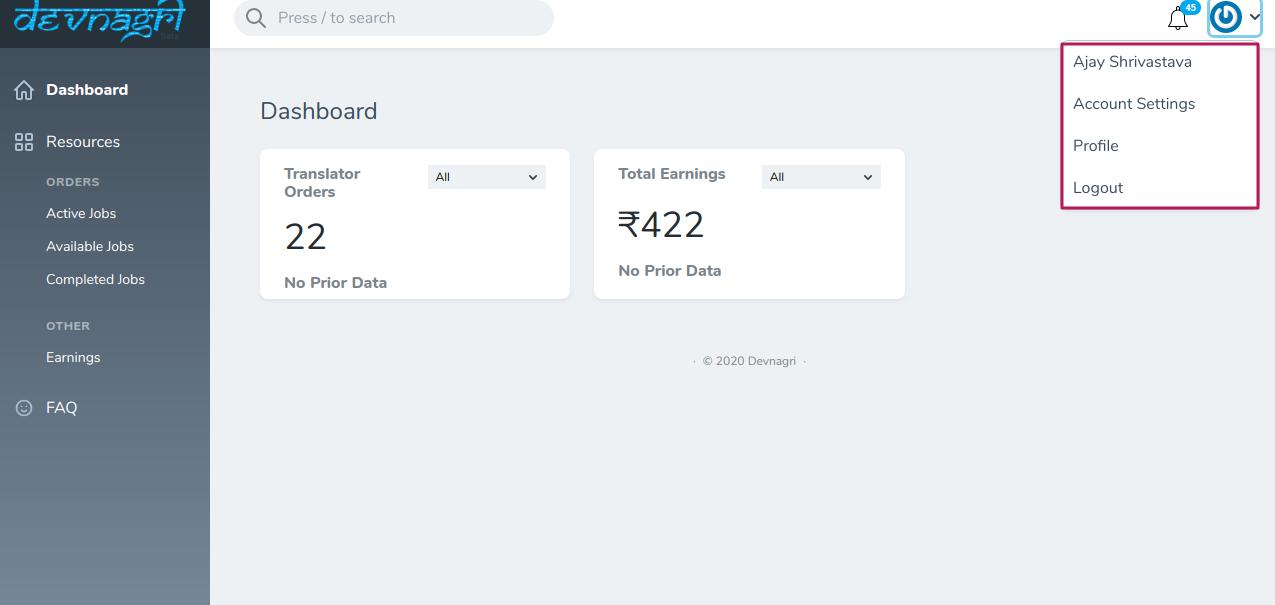 devnagri
Beta
Press / to search
45
Ajay Shrivastava
Account Settings
Profile
Logout
Dashboard
Resources
ORDERS
Active Jobs
Available Jobs
Completed Jobs
OTHER
Earnings
FAQ
Dashboard
Translator
Orders
All
22
No Prior Data
Total Earnings
All
₹422
No Prior Data
· © 2020 Devnagri ·